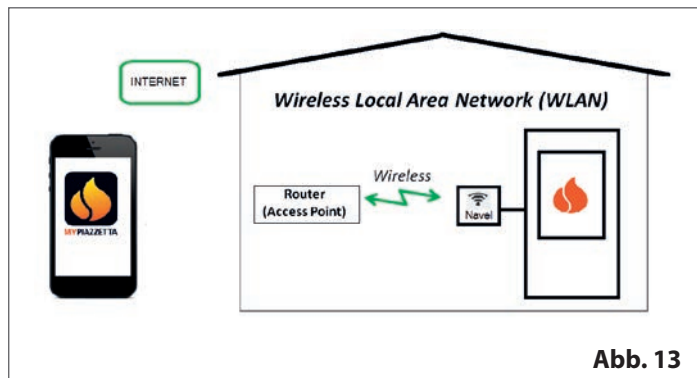 INTERNET
Wireless Local Area Network (WLAN)
Wireless
Router
(Access Point)
Navel
MYPIAZZETTA
Abb. 13